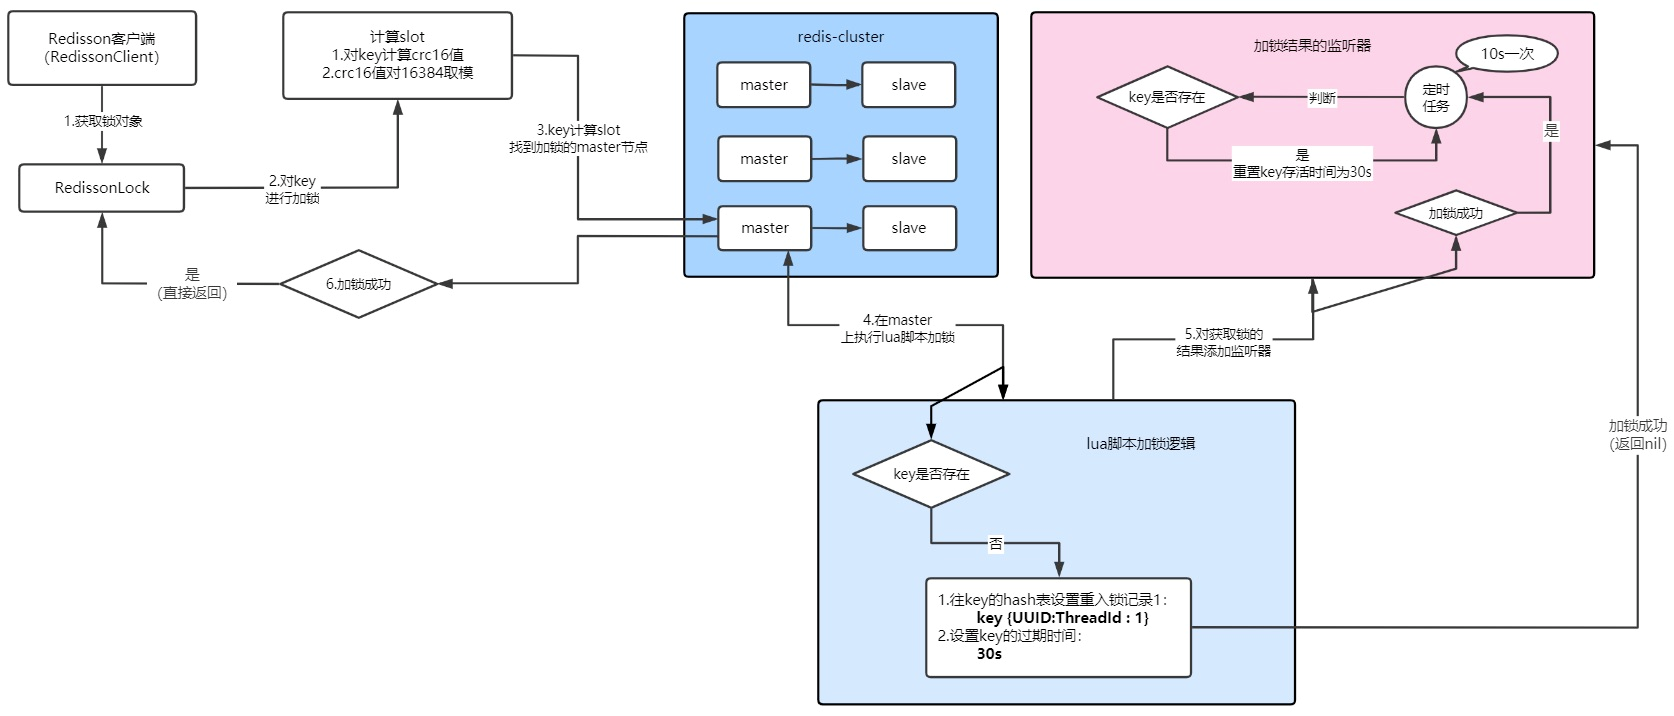 Redisson客户端
（RedissonClient）
1.获取锁对象
RedissonLock
2.对key
进行加锁
计算slot
1.对key计算crc16值
2.crc16值对16384取模
3.key计算slot
找到加锁的master节点
redis-cluster
master
slave
master
slave
master
slave
6.加锁成功
是
（直接返回）
4.在master
上执行lua脚本加锁
加锁结果的监听器
10s一次
定时
任务
判断
key是否存在
是
重置key存活时间为30s
是
加锁成功
5.对获取锁的
结果添加监听器
lua脚本加锁逻辑
key是否存在
否
1.往key的hash表设置重入锁记录1：
key {UUID:ThreadId : 1}
2.设置key的过期时间：
30s
加锁成功
（返回nil）